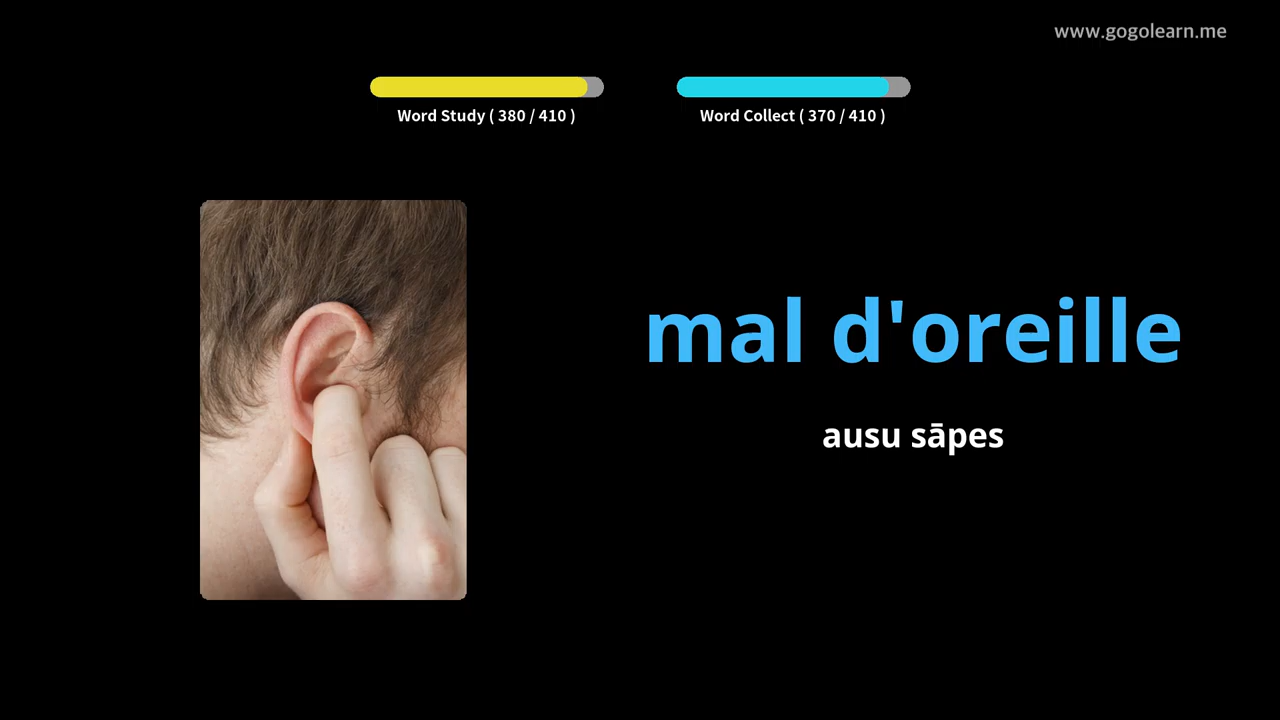 www.gogolearn.me
Word Study ( 380 / 410 )
Word Collect ( 370 / 410 )
mal d'oreille
ausu sāpes